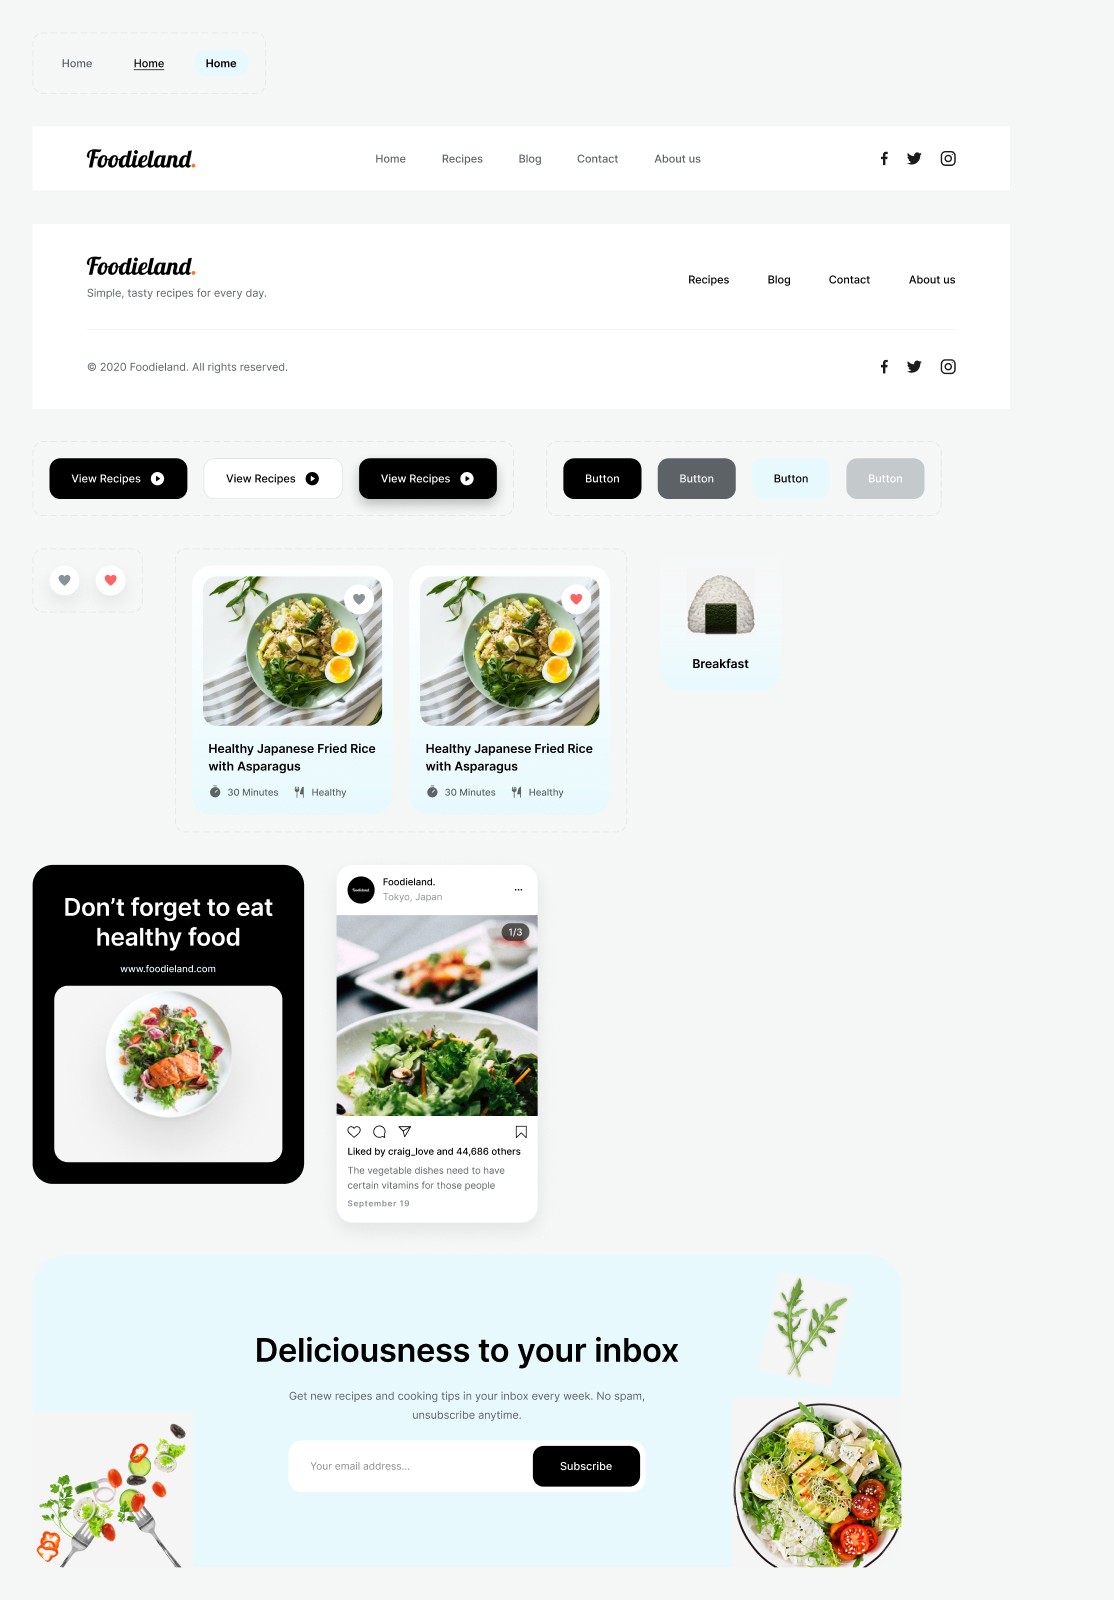 Home Home Home
Foodieland. Home Recipes Blog Contact About us
Foodieland.
Simple, tasty recipes for every day.
Recipes Blog Contact About us
© 2020 Foodieland. All rights reserved.
View Recipes View Recipes View Recipes Button Button Button Button
Healthy Japanese Fried Rice
with Asparagus
30 Minutes Healthy
Healthy Japanese Fried Rice
with Asparagus
30 Minutes Healthy
Breakfast
Don’t forget to eat
healthy food
www.foodieland.com
Foodieland.
Foodieland.
Tokyo, Japan
1/3
Liked by craig_love and 44,686 others
The vegetable dishes need to have
certain vitamins for those people
September 19
Deliciousness to your inbox
Get new recipes and cooking tips in your inbox every week. No spam,
unsubscribe anytime.
Your email address...
Subscribe